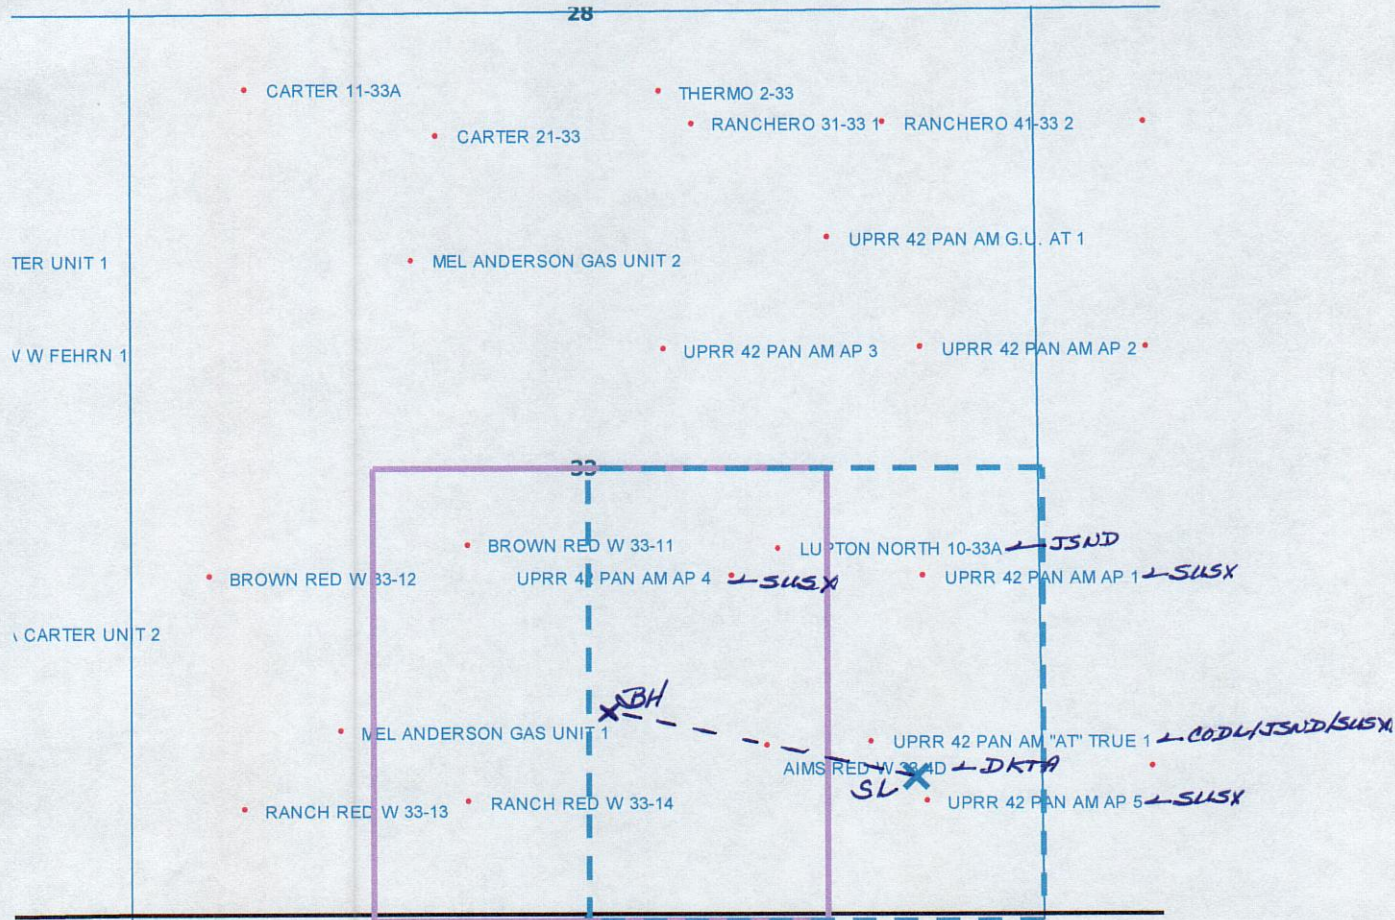 28
CARTER 11-33A
THERMO 2-33
CARTER 21-33
RANCHERO 31-33 1
RANCHERO 41-33 2
UPRR 42 PAN AM G.U. AT 1
TER UNIT 1
MEL ANDERSON GAS UNIT 2
W FEHRN 1
UPRR 42 PAN AM AP 3
UPRR 42 PAN AM AP 2
33
BROWN RED W 33-11
LUPTON NORTH 10-33A JSND
BROWN RED W 33-12
UPRR 42 PAN AM AP 4 SUSX
UPRR 42 PAN AM AP 1 SUSX
CARTER UNIT 2
BH
MEL ANDERSON GAS UNIT 1
UPRR 42 PAN AM "AT" TRUE 1 CODL/JSND/SUSX
AIMS RED W 33-4D DKTA
SL
RANCH RED W 33-13
RANCH RED W 33-14
UPRR 42 PAN AM AP 5 SUSX